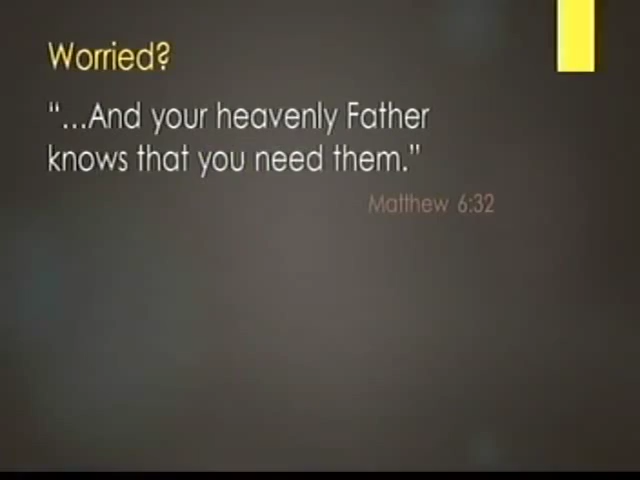 Worried?
“...And your heavenly Father
knows that you need them.”
Matthew 6:32